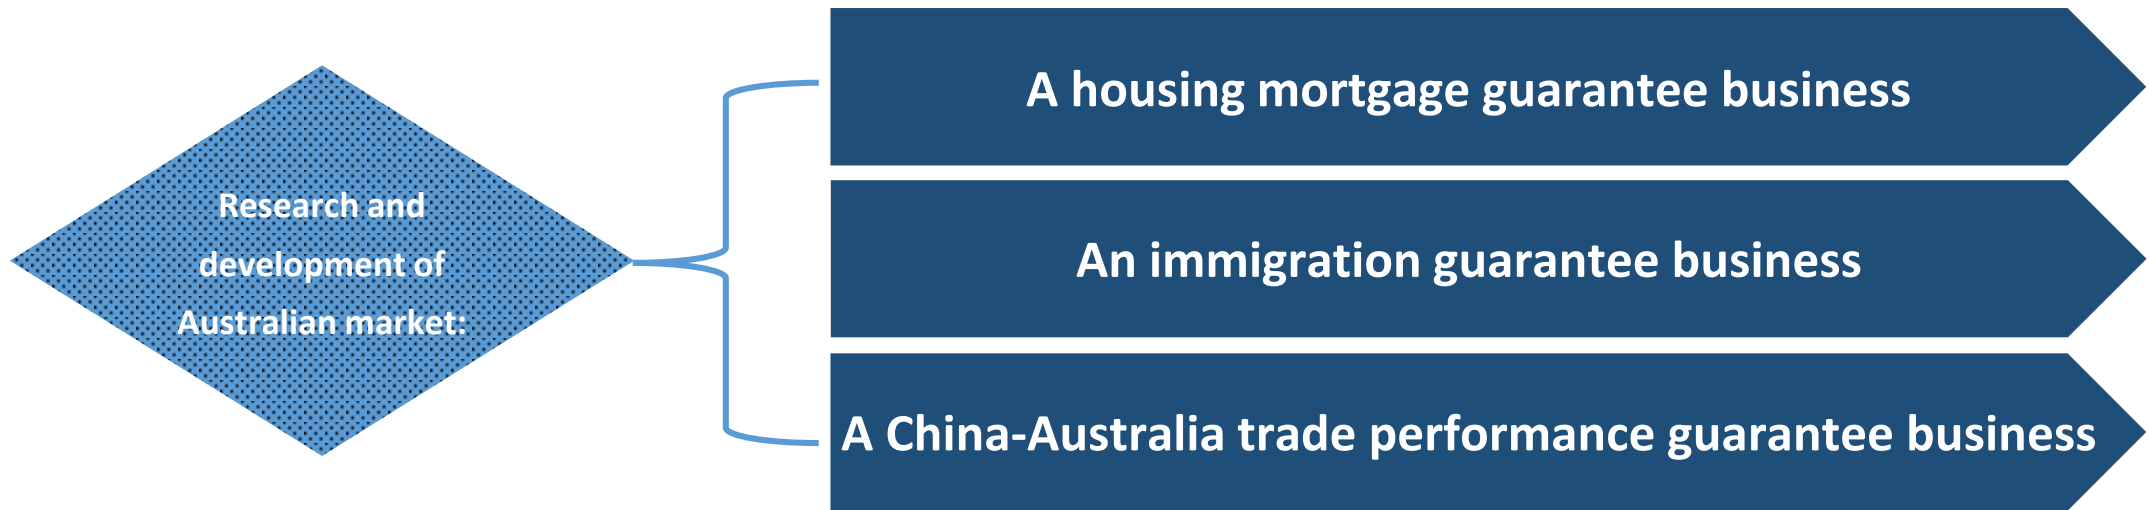 Research and
development of
Australian market:
A housing mortgage guarantee business
An immigration guarantee business
A China-Australia trade performance guarantee business